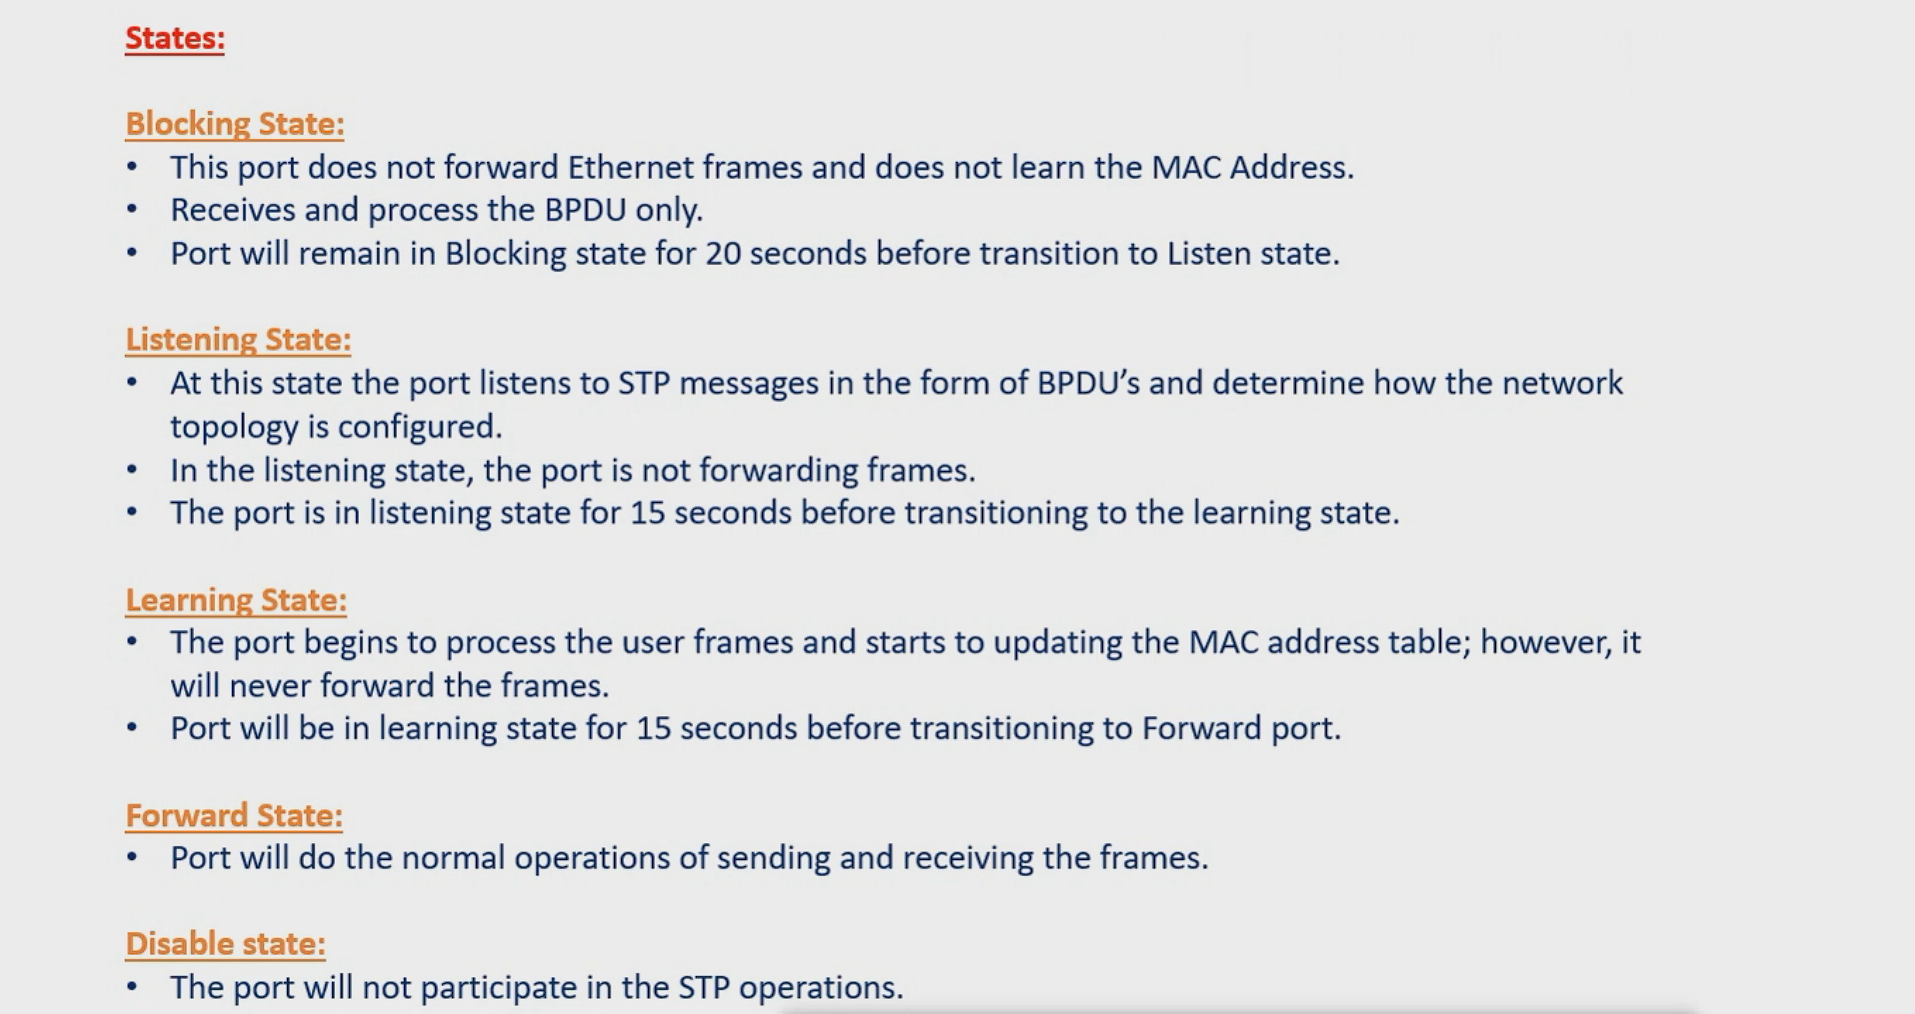 States:
Blocking State:
• This port does not forward Ethernet frames and does not learn the MAC Address.
• Receives and process the BPDU only.
• Port will remain in Blocking state for 20 seconds before transition to Listen state.
Listening State:
• At this state the port listens to STP messages in the form of BPDU’s and determine how the network
topology is configured.
• In the listening state, the port is not forwarding frames.
• The port is in listening state for 15 seconds before transitioning to the learning state.
Learning State:
• The port begins to process the user frames and starts to updating the MAC address table; however, it
will never forward the frames.
• Port will be in learning state for 15 seconds before transitioning to Forward port.
Forward State:
• Port will do the normal operations of sending and receiving the frames.
Disable state:
• The port will not participate in the STP operations.